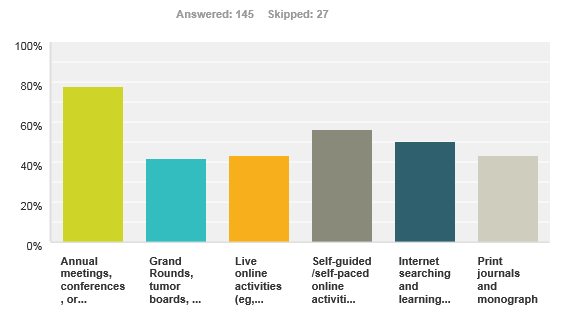 Answered: 145 Skipped: 27
100%
80%
60%
40%
20%
0%
Annual
meetings,
conferences
, or...
Grand
Rounds,
tumor
boards, ...
Live
online
activities
(eg,...
Self-guided
/self-paced
online
activiti...
Internet
searching
and
learning...
Print
journals
and
monograph